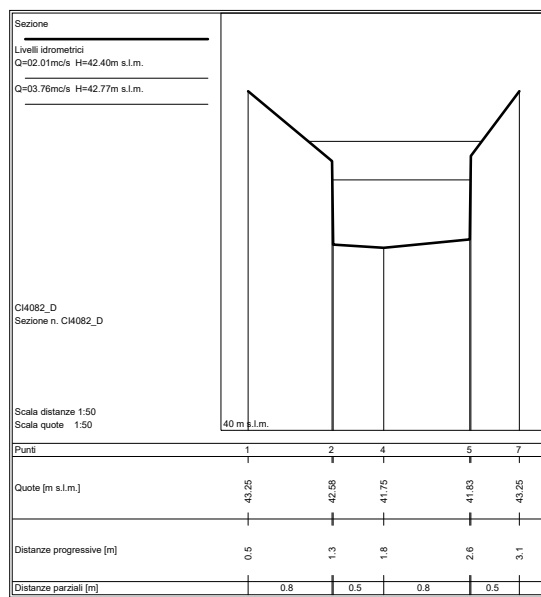 Sezione
Livelli idrometrici
Q=02.01mc/s H=42.40m s.l.m.
Q=03.76mc/s H=42.77m s.l.m.
CI4082_D
Sezione n. CI4082_D
Scala distanze 1:50
Scala quote 1:50
40 m s.l.m.
Punti 1 2 4 5 7
Quote [m s.l.m.] 43.25 42.58 41.75 41.83 43.25
Distanze progressive [m] 0.5 1.3 1.8 2.6 3.1
Distanze parziali [m] 0.8 0.5 0.8 0.5